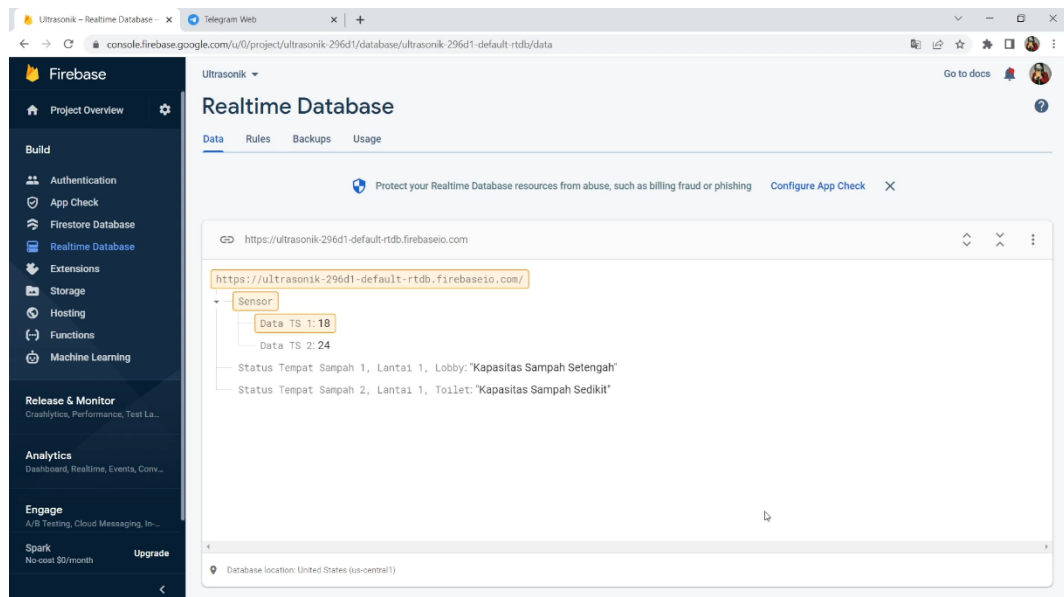 Ultrasonik – Realtime Database –
Telegram Web
console.firebase.google.com/u/0/project/ultrasonik-296d1/database/ultrasonik-296d1-default-rtdb/data
Firebase
Project Overview
Build
Authentication
App Check
Firestore Database
Realtime Database
Extensions
Storage
Hosting
Functions
Machine Learning
Release & Monitor
Crashlytics, Performance, Test La...
Analytics
Dashboard, Realtime, Events, Conv...
Engage
A/B Testing, Cloud Messaging, In-...
Spark
No-cost $0/month
Upgrade
Ultrasonik
Go to docs
Realtime Database
Data Rules Backups Usage
Protect your Realtime Database resources from abuse, such as billing fraud or phishing Configure App Check
https://ultrasonik-296d1-default-rtdb.firebaseio.com
https://ultrasonik-296d1-default-rtdb.firebaseio.com/
Sensor
Data TS 1: 18
Data TS 2: 24
Status Tempat Sampah 1, Lantai 1, Lobby: "Kapasitas Sampah Setengah"
Status Tempat Sampah 2, Lantai 1, Toilet: "Kapasitas Sampah Sedikit"
Database location: United States (us-central1)